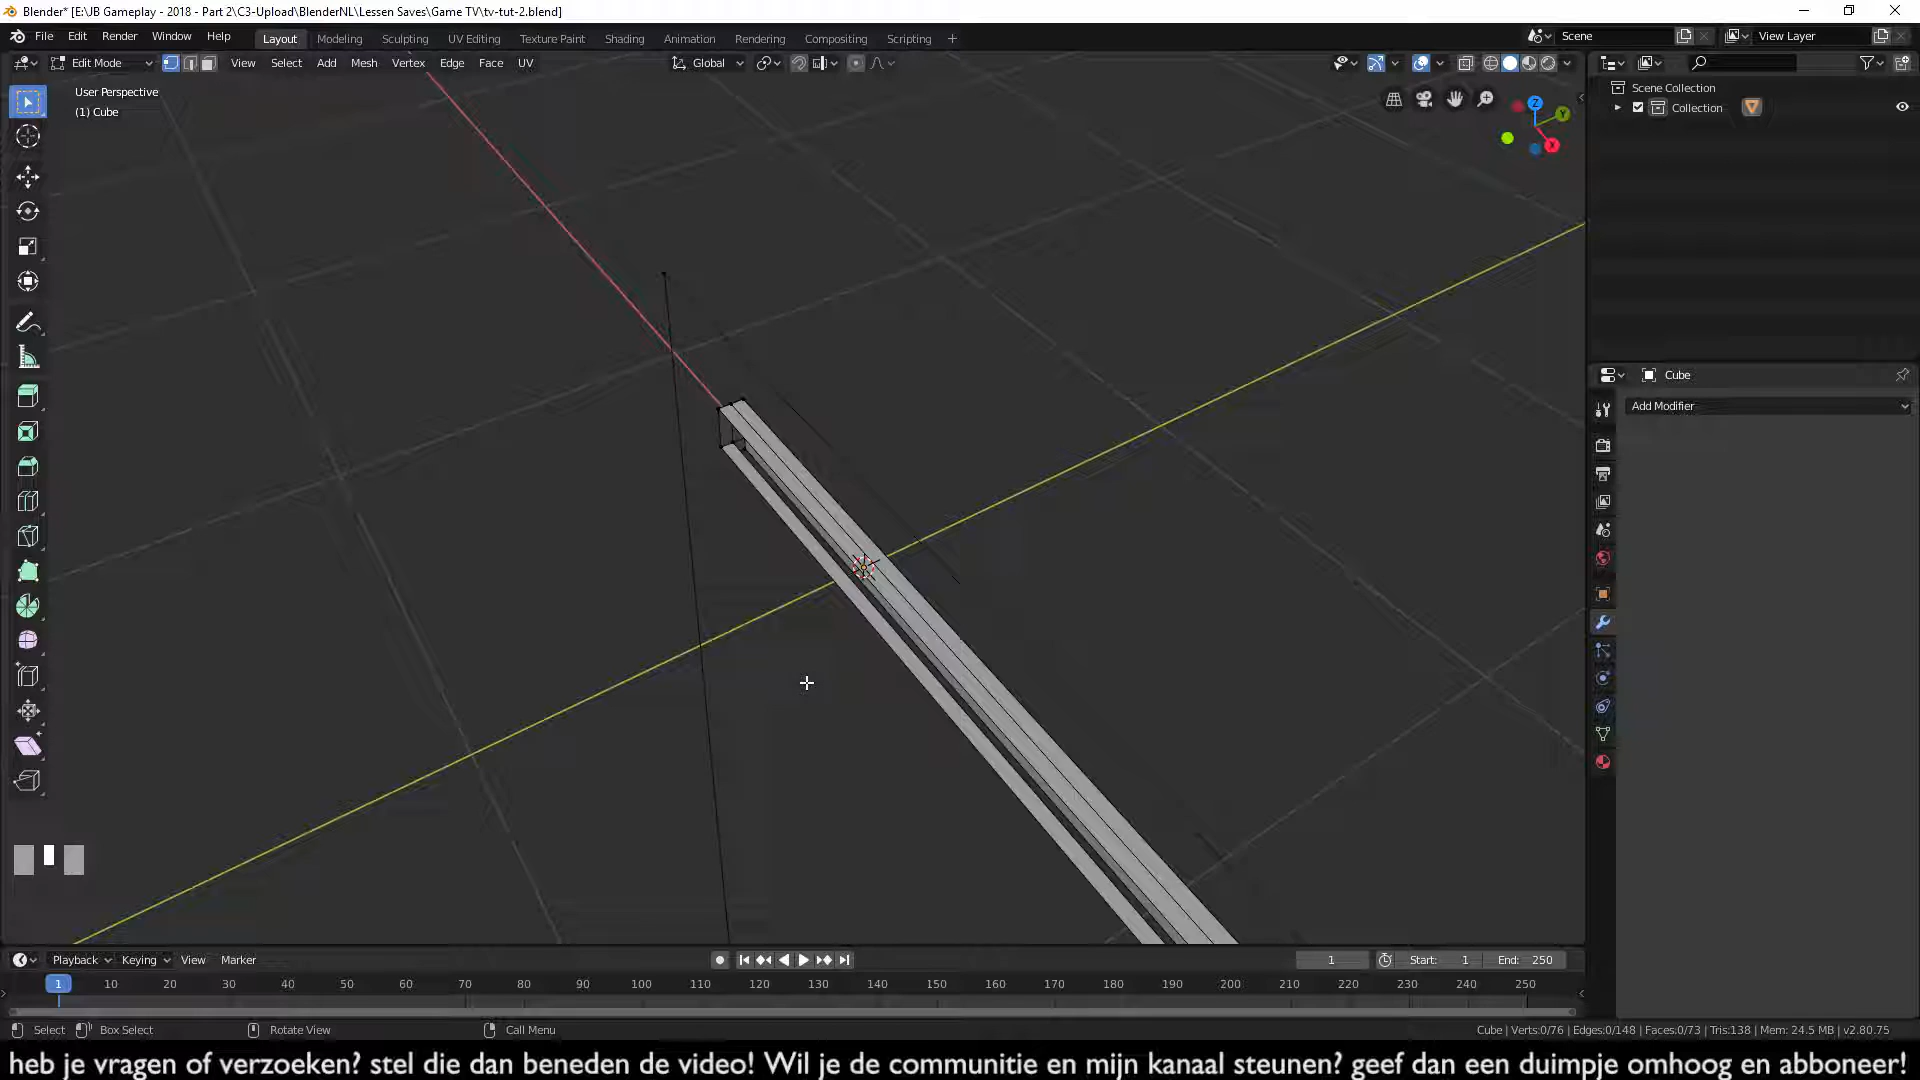 Blender* [E:\JB Gameplay - 2018 - Part 2\C3-Upload\BlenderNL\Lessen Saves\Game TV\tv-tut-2.blend]
File Edit Render Window Help Layout Modeling Sculpting UV Editing Texture Paint Shading Animation Rendering Compositing Scripting Scene View Layer
Edit Mode View Select Add Mesh Vertex Edge Face UV Global
User Perspective
(1) Cube
Z
Y
X
Scene Collection
Collection
Cube
Add Modifier
Playback Keying View Marker 1 Start: 1 End: 250
1 10 20 30 40 50 60 70 80 90 100 110 120 130 140 150 160 170 180 190 200 210 220 230 240 250
Select Box Select Rotate View Call Menu Cube | Verts:0/76 | Edges:0/148 | Faces:0/73 | Tris:138 | Mem: 24.5 MB | v2.80.75
heb je vragen of verzoeken? stel die dan beneden de video! Wil je de communitie en mijn kanaal steunen? geef dan een duimpje omhoog en abboneer!